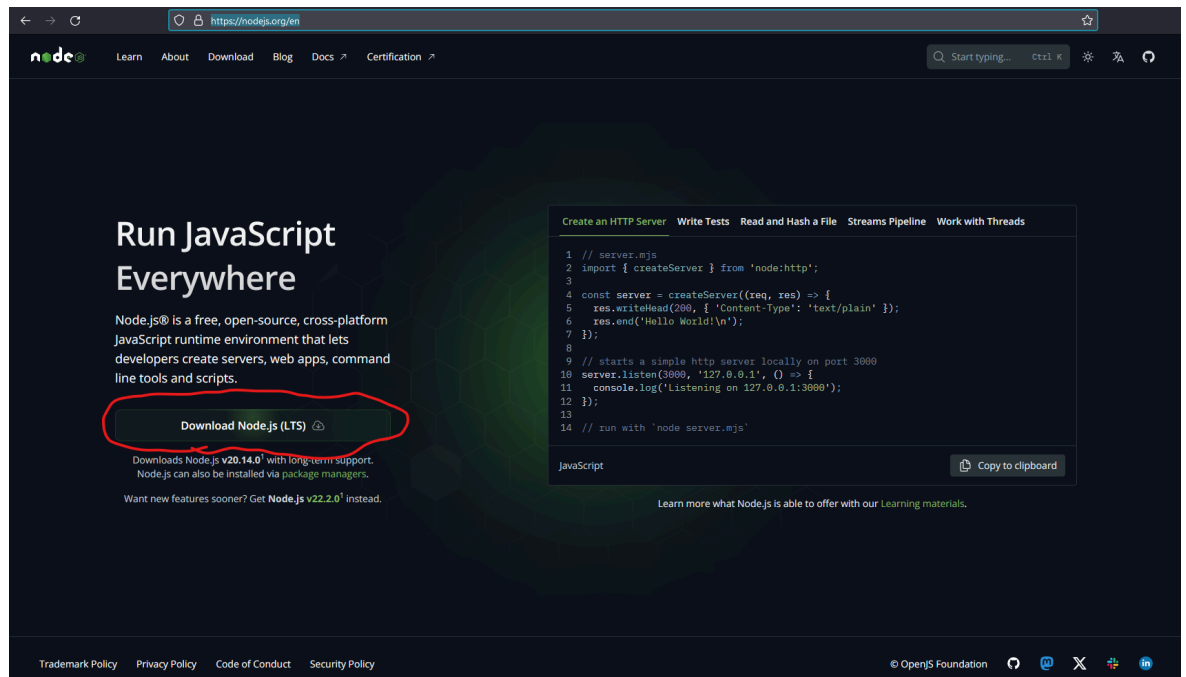 https://nodejs.org/en
node
Learn About Download Blog Docs Certification
Start typing... Ctrl K
Run JavaScript
Everywhere
Node.js® is a free, open-source, cross-platform
JavaScript runtime environment that lets
developers create servers, web apps, command
line tools and scripts.
Download Node.js (LTS)
Downloads Node.js v20.14.0¹ with long-term support.
Node.js can also be installed via package managers.
Want new features sooner? Get Node.js v22.2.0¹ instead.
Create an HTTP Server Write Tests Read and Hash a File Streams Pipeline Work with Threads
1 // server.mjs
2 import { createServer } from 'node:http';
3
4 const server = createServer((req, res) => {
5   res.writeHead(200, { 'Content-Type': 'text/plain' });
6   res.end('Hello World!\n');
7 });
8
9 // starts a simple http server locally on port 3000
10 server.listen(3000, '127.0.0.1', () => {
11   console.log('Listening on 127.0.0.1:3000');
12 });
13
14 // run with `node server.mjs`
JavaScript Copy to clipboard
Learn more what Node.js is able to offer with our Learning materials.
Trademark Policy Privacy Policy Code of Conduct Security Policy © OpenJS Foundation